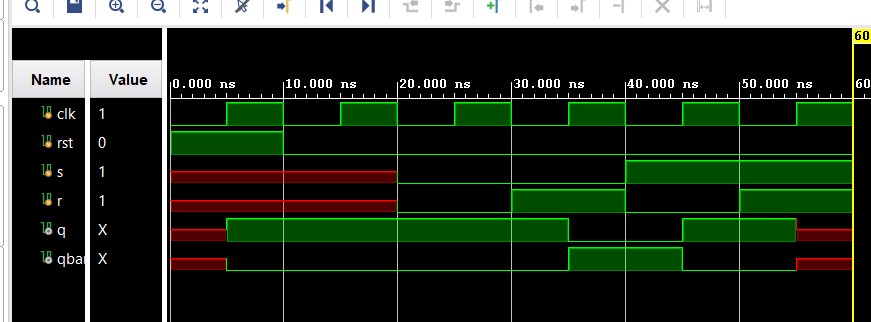 60
Name Value 0.000 ns 10.000 ns 20.000 ns 30.000 ns 40.000 ns 50.000 ns 60
clk 1
rst 0
s 1
r 1
q X
qbar X